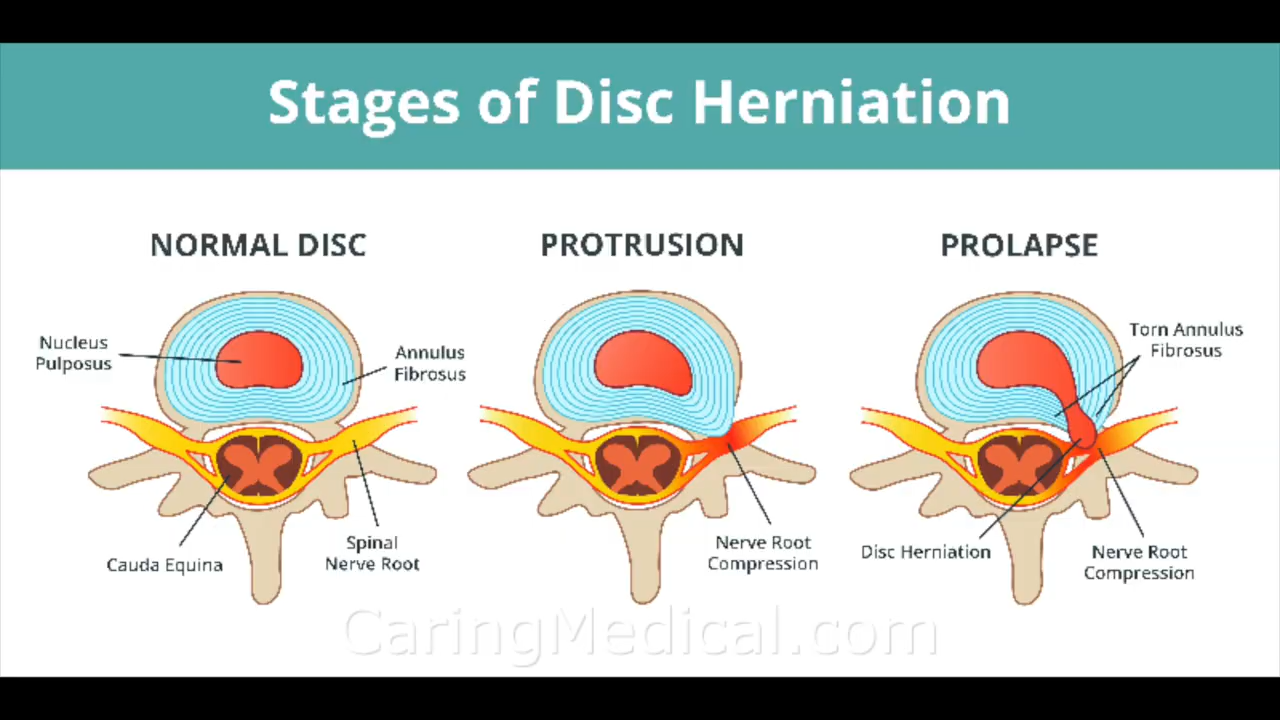 Stages of Disc Herniation
NORMAL DISC
Nucleus
Pulposus
Annulus
Fibrosus
Cauda Equina
Spinal
Nerve Root
PROTRUSION
Nerve Root
Compression
PROLAPSE
Torn Annulus
Fibrosus
Disc Herniation
Nerve Root
Compression
CaringMedical.com